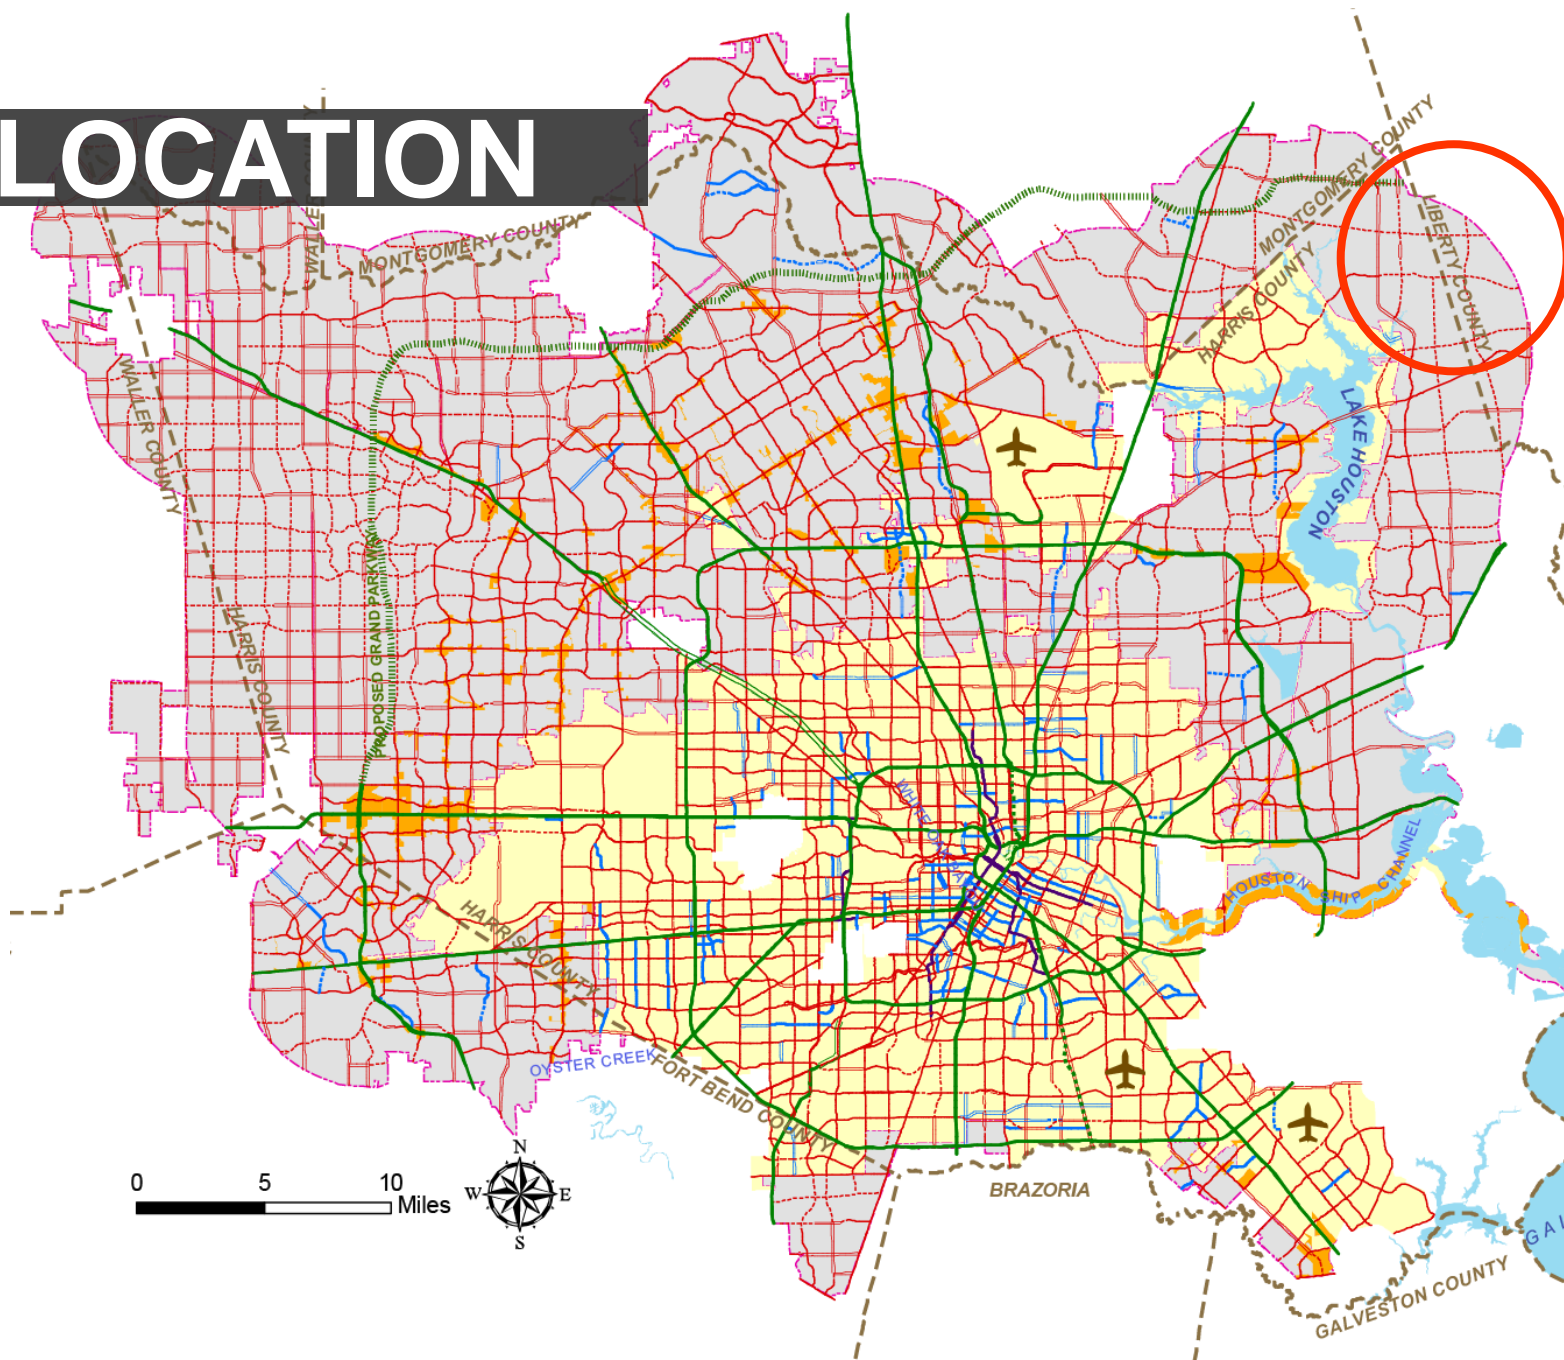 LOCATION
MONTGOMERY COUNTY
MONTGOMERY COUNTY
HARRIS COUNTY
LIBERTY COUNTY
WALLER COUNTY
HARRIS COUNTY
PROPOSED GRAND PARKWAY
LAKE HOUSTON
HOUSTON SHIP CHANNEL
HARRIS COUNTY
FORT BEND COUNTY
OYSTER CREEK
BRAZORIA
GALVESTON COUNTY
N
W E
S
0 5 10
Miles